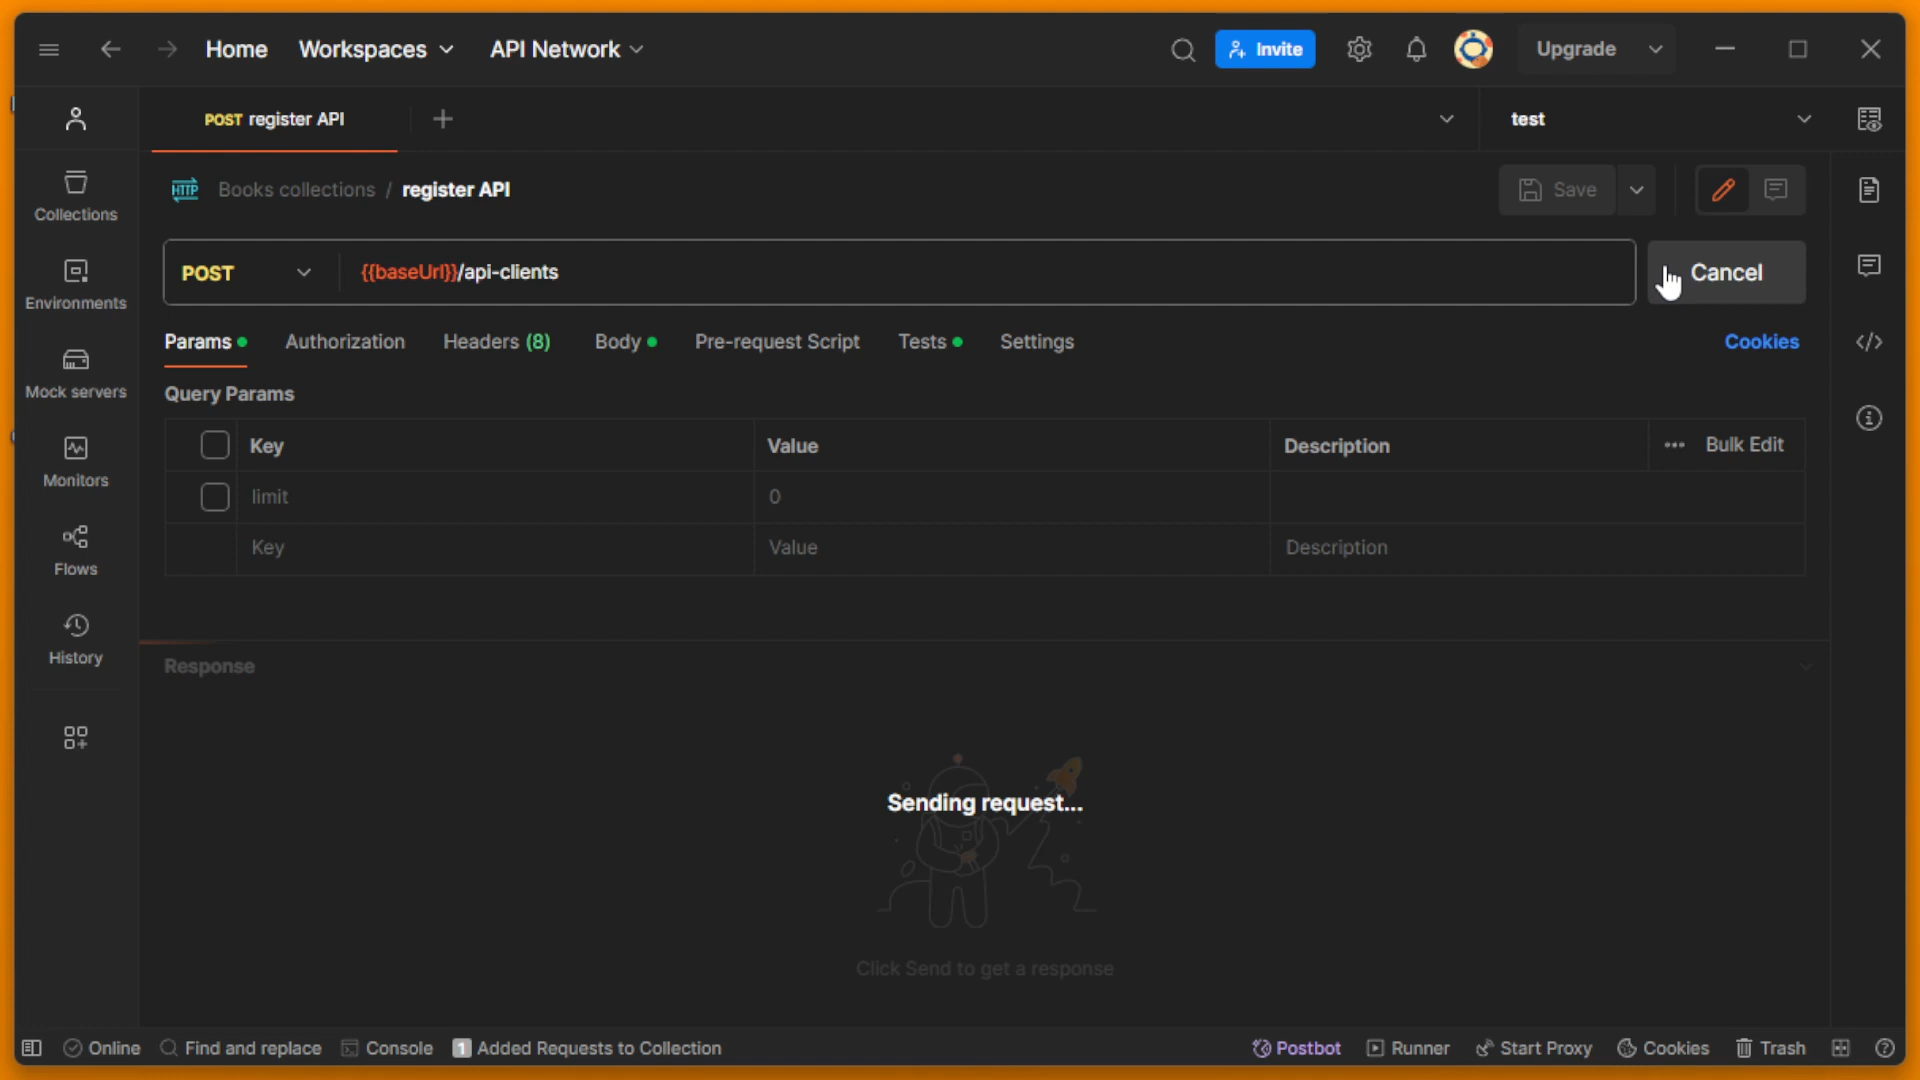 Home Workspaces API Network Invite Upgrade
POST register API test
HTTP Books collections / register API Save
POST {{baseUrl}}/api-clients Cancel
Params Authorization Headers (8) Body Pre-request Script Tests Settings Cookies
Query Params
Key Value Description ••• Bulk Edit
limit 0
Key Value Description
Collections
Environments
Mock servers
Monitors
Flows
History
Response
Sending request...
Click Send to get a response
Online Find and replace Console 1 Added Requests to Collection Postbot Runner Start Proxy Cookies Trash